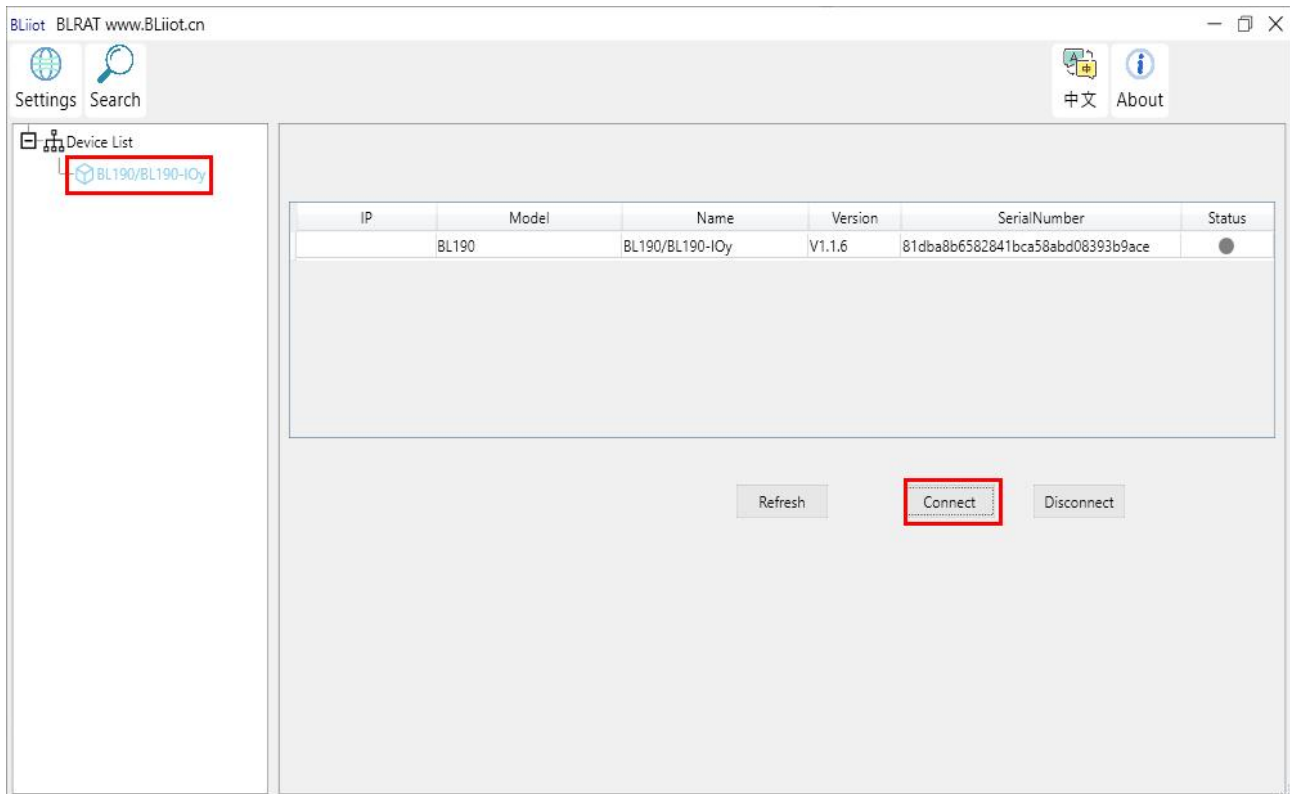 BLiiot BLRAT www.BLiiot.cn
Settings Search 中文 About
Device List
BL190/BL190-IOy
IP Model Name Version SerialNumber Status
BL190 BL190/BL190-IOy V1.1.6 81dba8b6582841bca58abd08393b9ace
Refresh Connect Disconnect